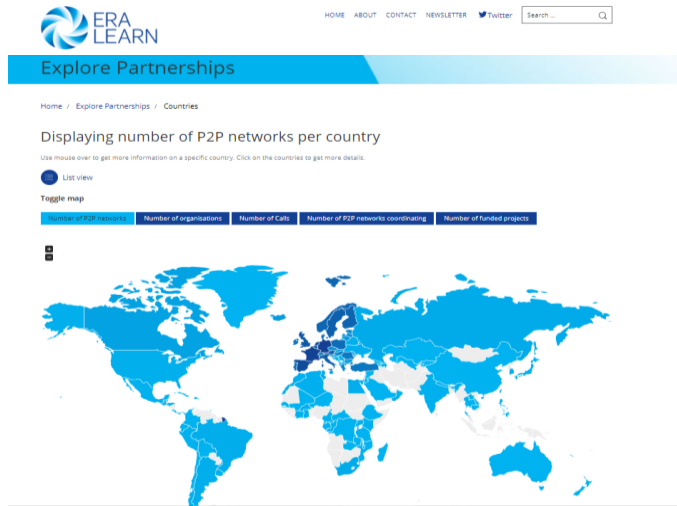 ERA
LEARN
HOME ABOUT CONTACT NEWSLETTER Twitter Search ...
Explore Partnerships
Home / Explore Partnerships / Countries
Displaying number of P2P networks per country
Use mouse over to get more information on a specific country. Click on the countries to get more details.
List view
Toggle map
Number of P2P networks Number of organisations Number of Calls Number of P2P networks coordinating Number of funded projects